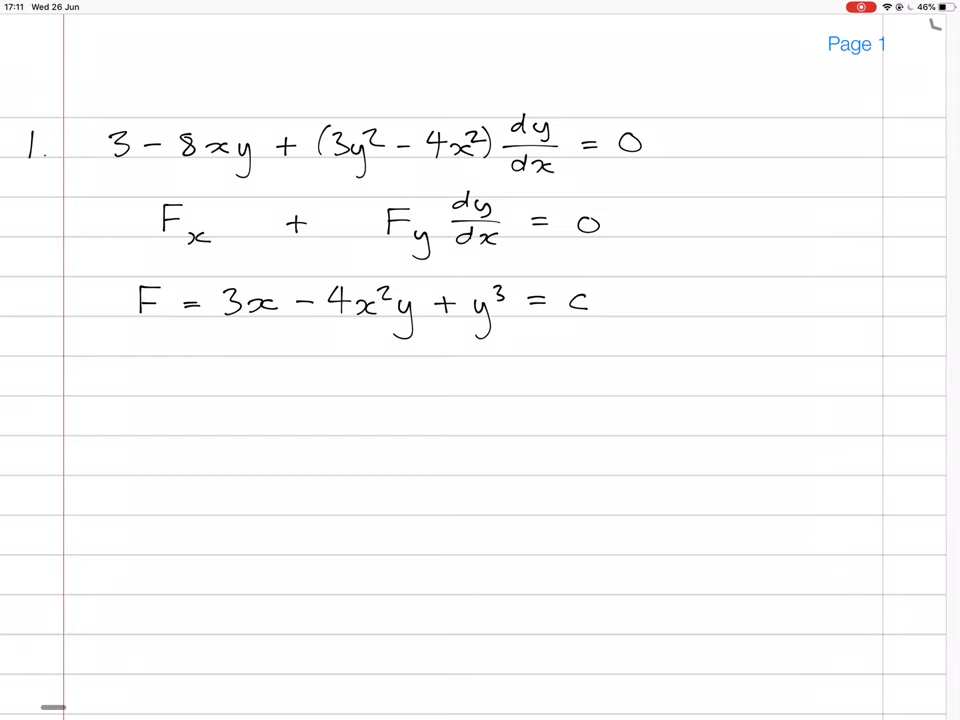 17:11 Wed 26 Jun 46%
Page 1
1. 3 - 8xy + (3y² - 4x²) dy/dx = 0
F_x + F_y dy/dx = 0
F = 3x - 4x²y + y³ = c